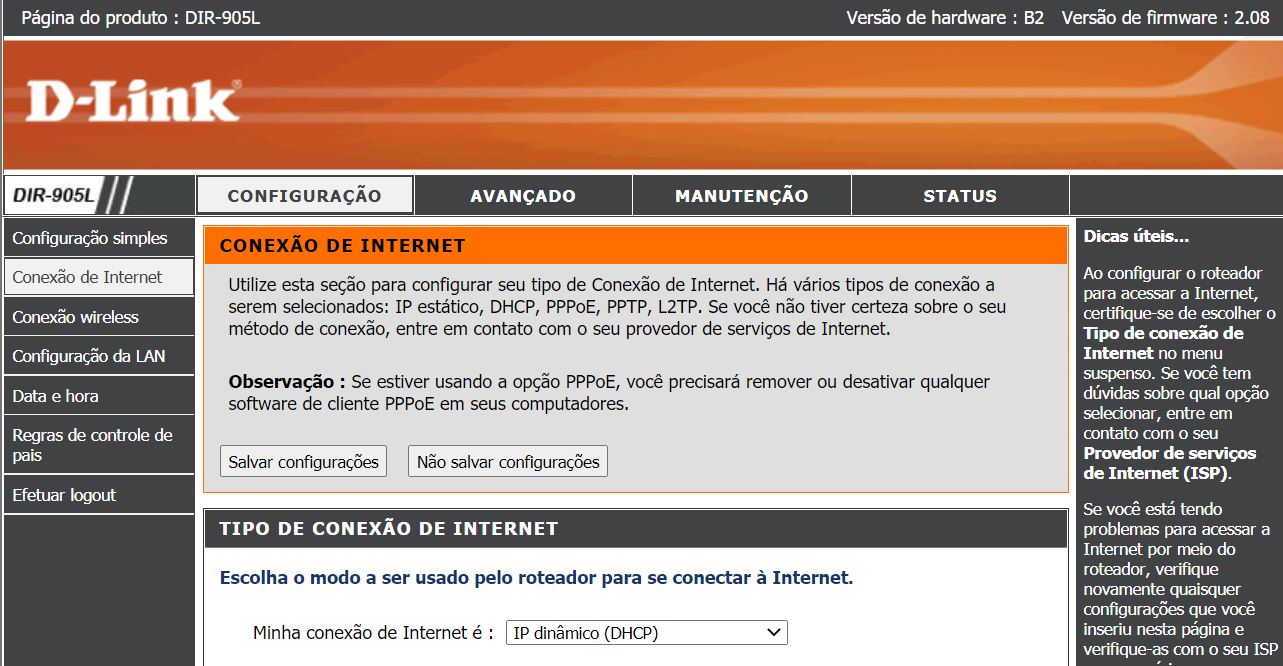 Página do produto : DIR-905L
Versão de hardware : B2 Versão de firmware : 2.08
D-Link®
DIR-905L
CONFIGURAÇÃO
AVANÇADO
MANUTENÇÃO
STATUS
Configuração simples
Conexão de Internet
Conexão wireless
Configuração da LAN
Data e hora
Regras de controle de
pais
Efetuar logout
CONEXÃO DE INTERNET
Utilize esta seção para configurar seu tipo de Conexão de Internet. Há vários tipos de conexão a
serem selecionados: IP estático, DHCP, PPPoE, PPTP, L2TP. Se você não tiver certeza sobre o seu
método de conexão, entre em contato com o seu provedor de serviços de Internet.
Observação : Se estiver usando a opção PPPoE, você precisará remover ou desativar qualquer
software de cliente PPPoE em seus computadores.
Salvar configurações
Não salvar configurações
TIPO DE CONEXÃO DE INTERNET
Escolha o modo a ser usado pelo roteador para se conectar à Internet.
Minha conexão de Internet é :
IP dinâmico (DHCP)
Dicas úteis...
Ao configurar o roteador
para acessar a Internet,
certifique-se de escolher o
Tipo de conexão de
Internet no menu
suspenso. Se você tem
dúvidas sobre qual opção
selecionar, entre em
contato com o seu
Provedor de serviços
de Internet (ISP).
Se você está tendo
problemas para acessar a
Internet por meio do
roteador, verifique
novamente quaisquer
configurações que você
inseriu nesta página e
verifique-as com o seu ISP